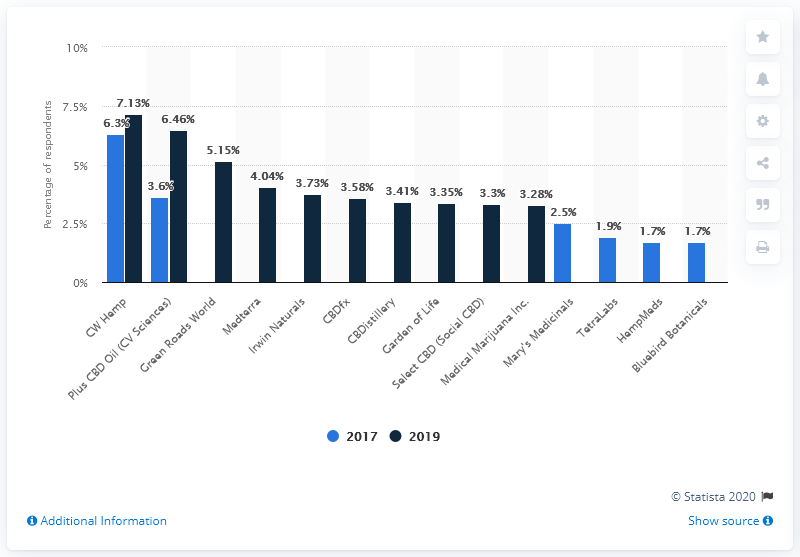 10%
7.5%
5%
2.5%
0%
Percentage of respondents
6.3%
7.13%
3.6%
6.46%
5.15%
4.04%
3.73%
3.58%
3.41%
3.35%
3.3%
3.28%
2.5%
1.9%
1.7%
1.7%
CW Hemp
Plus CBD Oil (CV Sciences)
Green Roads World
Medterra
Irwin Naturals
CBDfx
CBDistillery
Garden of Life
Select CBD (Social CBD)
Medical Marijuana Inc.
Mary's Medicinals
TetraLabs
HempMeds
Bluebird Botanicals
2017 2019
© Statista 2020
Additional Information
Show source